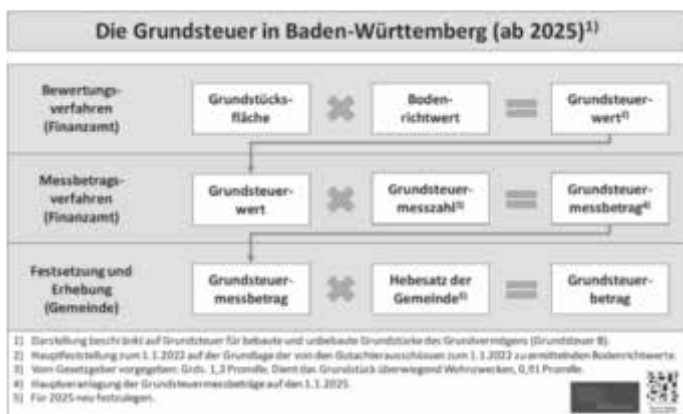 Die Grundsteuer in Baden-Württemberg (ab 2025)1)
Bewertungs-
verfahren
(Finanzamt)
Grundstücks-
fläche
Boden-
richtwert
Grundsteuer-
wert2)
Messbetrags-
verfahren
(Finanzamt)
Grundsteuer-
wert
Grundsteuer-
messzahl3)
Grundsteuer-
messbetrag4)
Festsetzung und
Erhebung
(Gemeinde)
Grundsteuer-
messbetrag
Hebesatz der
Gemeinde5)
Grundsteuer-
betrag
1) Darstellung beschränkt auf Grundsteuer für bebaute und unbebaute Grundstücke des Grundvermögens (Grundsteuer B).
2) Hauptfeststellung zum 1.1.2022 auf der Grundlage der von den Gutachterausschüssen zum 1.1.2022 zu ermittelnden Bodenrichtwerte.
3) Vom Gesetzgeber vorgegeben: Grds. 1,3 Promille. Dient das Grundstück überwiegend Wohnzwecken, 0,91 Promille.
4) Hauptveranlagung der Grundsteuermessbeträge auf den 1.1.2025.
5) Für 2025 neu festzulegen.